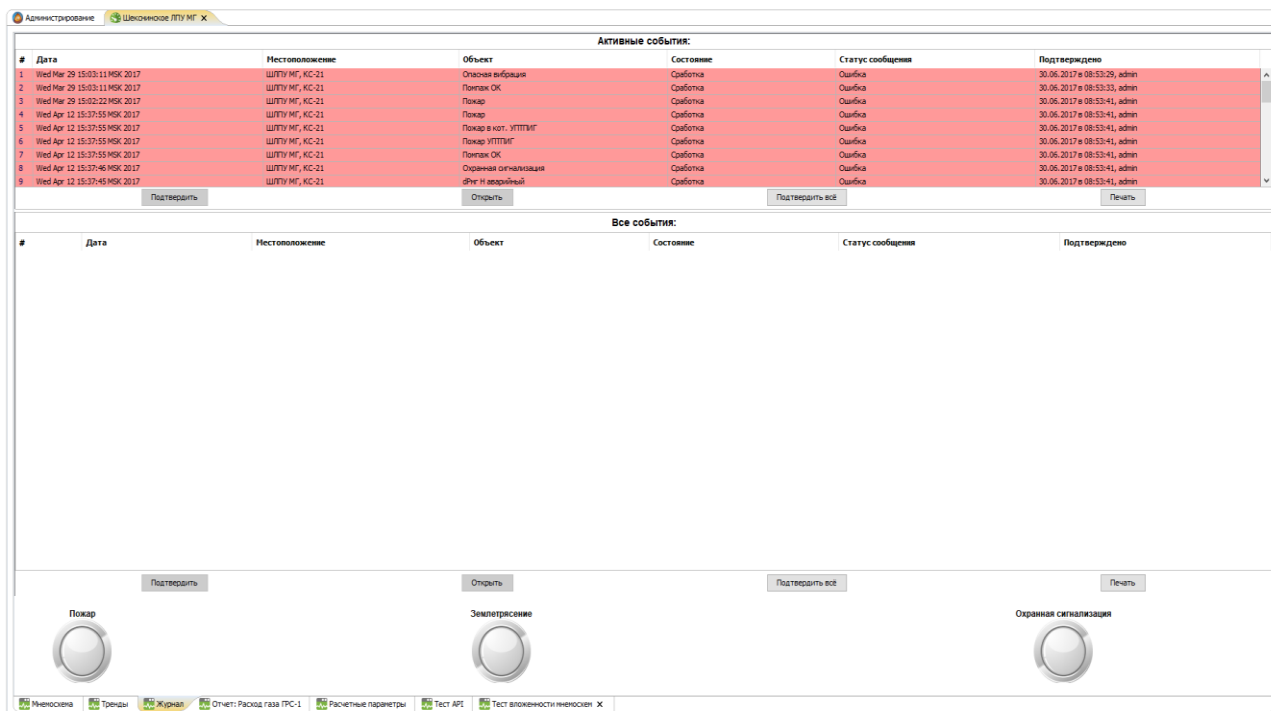 Администрирование Шекснинское ЛПУ МГ X
Активные события:
# Дата Местоположение Объект Состояние Статус сообщения Подтверждено
1 Wed Mar 29 15:03:11 MSK 2017 ШЛПУ МГ, КС-21 Опасная вибрация Сработка Ошибка 30.06.2017 в 08:53:29, admin
2 Wed Mar 29 15:03:11 MSK 2017 ШЛПУ МГ, КС-21 Помпаж ОК Сработка Ошибка 30.06.2017 в 08:53:33, admin
3 Wed Mar 29 15:02:22 MSK 2017 ШЛПУ МГ, КС-21 Пожар Сработка Ошибка 30.06.2017 в 08:53:41, admin
4 Wed Apr 12 15:37:55 MSK 2017 ШЛПУ МГ, КС-21 Пожар Сработка Ошибка 30.06.2017 в 08:53:41, admin
5 Wed Apr 12 15:37:55 MSK 2017 ШЛПУ МГ, КС-21 Пожар в кот. УПТПИГ Сработка Ошибка 30.06.2017 в 08:53:41, admin
6 Wed Apr 12 15:37:55 MSK 2017 ШЛПУ МГ, КС-21 Пожар УПТПИГ Сработка Ошибка 30.06.2017 в 08:53:41, admin
7 Wed Apr 12 15:37:55 MSK 2017 ШЛПУ МГ, КС-21 Помпаж ОК Сработка Ошибка 30.06.2017 в 08:53:41, admin
8 Wed Apr 12 15:37:46 MSK 2017 ШЛПУ МГ, КС-21 Охранная сигнализация Сработка Ошибка 30.06.2017 в 08:53:41, admin
9 Wed Apr 12 15:37:45 MSK 2017 ШЛПУ МГ, КС-21 dРнг Н аварийный Сработка Ошибка 30.06.2017 в 08:53:41, admin
Подтвердить Открыть Подтвердить всё Печать
Все события:
# Дата Местоположение Объект Состояние Статус сообщения Подтверждено
Подтвердить Открыть Подтвердить всё Печать
Пожар Землетрясение Охранная сигнализация
Мнемосхема Тренды Журнал Отчет: Расход газа ГРС-1 Расчетные параметры Тест API Тест вложенности мнемосхем X